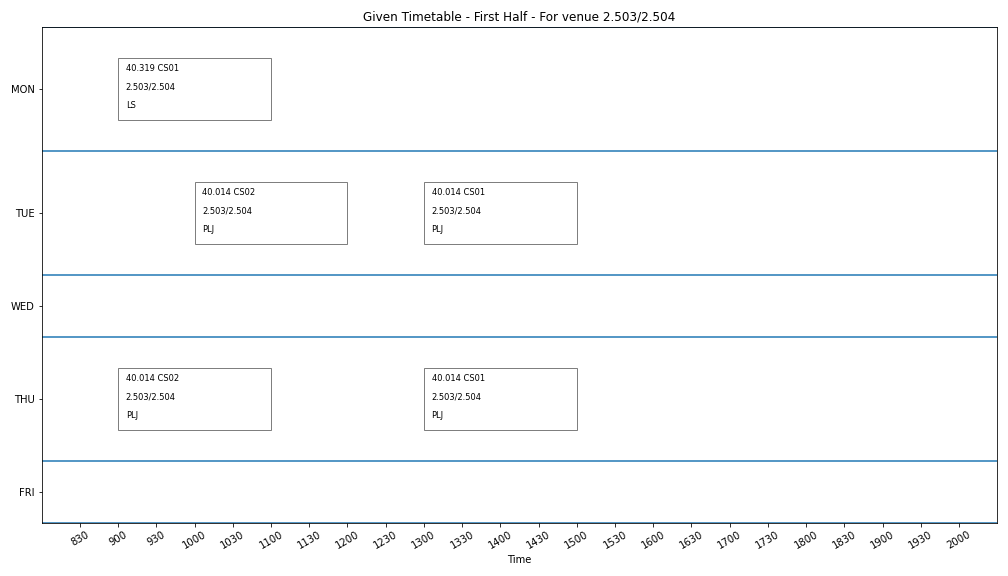 Given Timetable - First Half - For venue 2.503/2.504
MON
40.319 CS01
2.503/2.504
LS
TUE
40.014 CS02
2.503/2.504
PLJ
40.014 CS01
2.503/2.504
PLJ
WED
THU
40.014 CS02
2.503/2.504
PLJ
40.014 CS01
2.503/2.504
PLJ
FRI
830 900 930 1000 1030 1100 1130 1200 1230 1300 1330 1400 1430 1500 1530 1600 1630 1700 1730 1800 1830 1900 1930 2000
Time